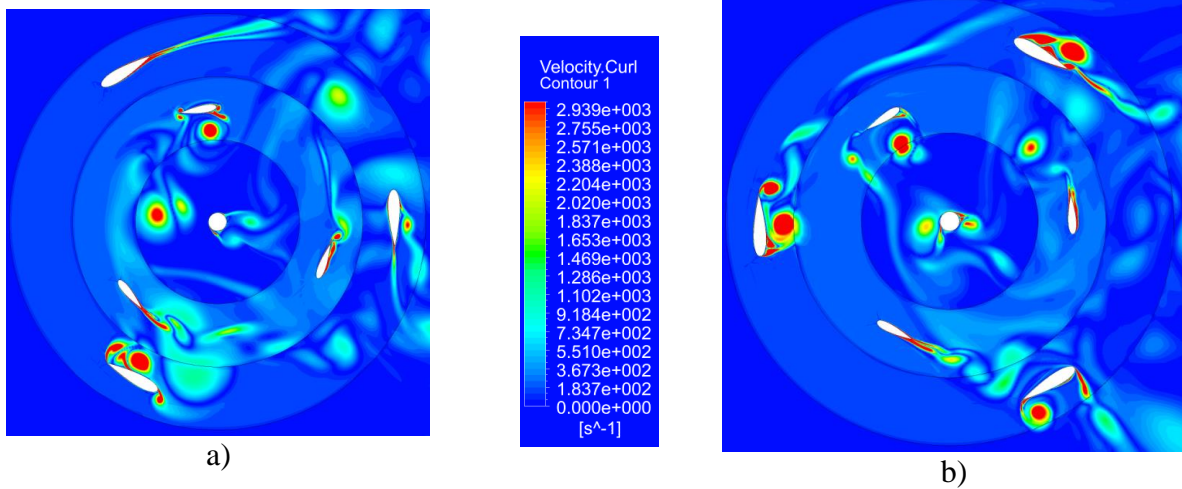 Velocity.Curl
Contour 1
2.939e+003
2.755e+003
2.571e+003
2.388e+003
2.204e+003
2.020e+003
1.837e+003
1.653e+003
1.469e+003
1.286e+003
1.102e+003
9.184e+002
7.347e+002
5.510e+002
3.673e+002
1.837e+002
0.000e+000
[s^-1]
a)
b)